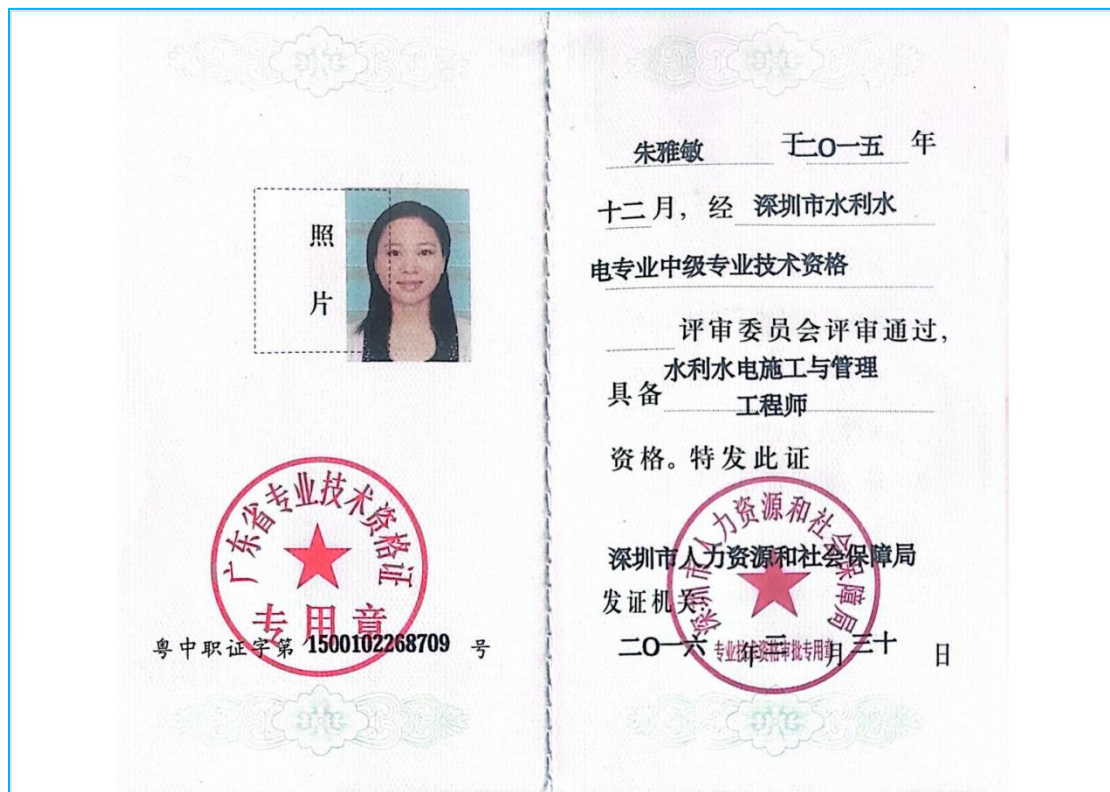 照
片
广东省专业技术资格证
专用章
粤中职证字第 1500102268709 号
朱雅敏 于二〇一五 年
十二 月，经 深圳市水利水
电专业中级专业技术资格
评审委员会评审通过，
水利水电施工与管理
具备
工程师
资格。特发此证
深圳市人力资源和社会保障局
深圳市人力资源和社会保障局
发证机关：
专业技术资格审批专用章
二〇一六 年 三 月 三十 日